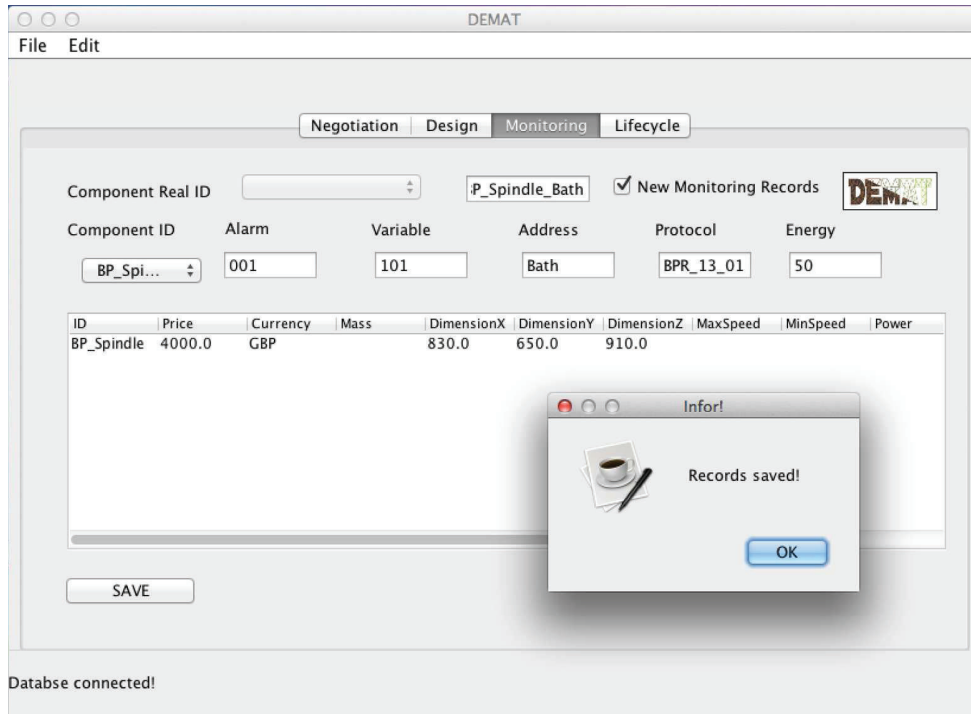 DEMAT
File Edit
Negotiation Design Monitoring Lifecycle
Component Real ID P_Spindle_Bath New Monitoring Records DEMAT
Component ID Alarm Variable Address Protocol Energy
BP_Spi... 001 101 Bath BPR_13_01 50
ID Price Currency Mass DimensionX DimensionY DimensionZ MaxSpeed MinSpeed Power
BP_Spindle 4000.0 GBP 830.0 650.0 910.0
Infor!
Records saved!
OK
SAVE
Databse connected!